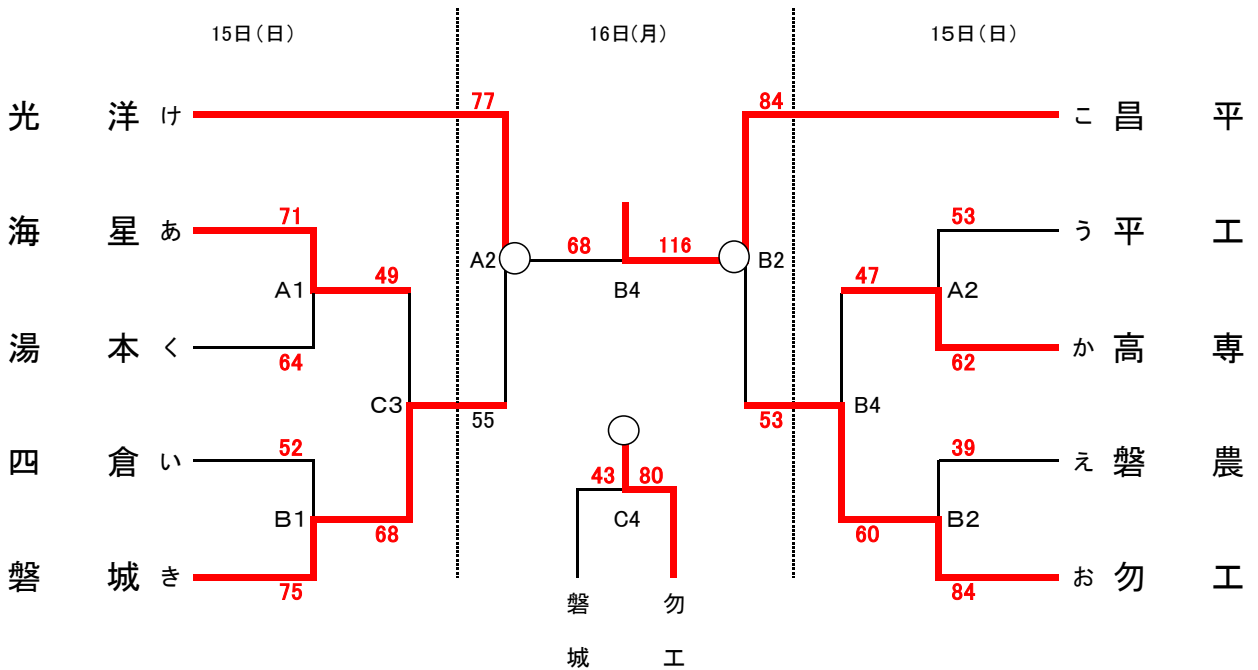 15日(日) 16日(月) 15日(日)
光洋 け 77 84 こ 昌平
海星 あ 71 53 う 平工
A2 68 116 B2
A1 49 B4 47 A2
湯本 く 64 62 か 高専
C3 55 53 B4
四倉 い 52 39 え 磐農
43 80
B1 68 C4 60 B2
磐城 き 75 84 お 勿工
磐城 勿工